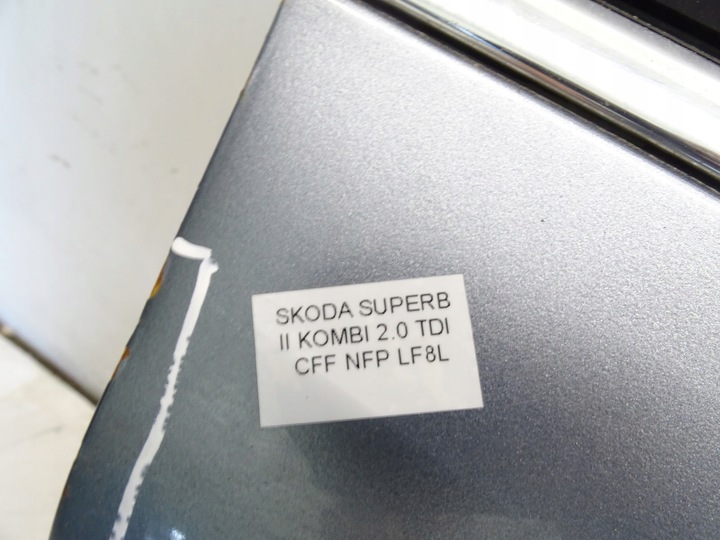 SKODA SUPERB
II KOMBI 2.0 TDI
CFF NFP LF8L